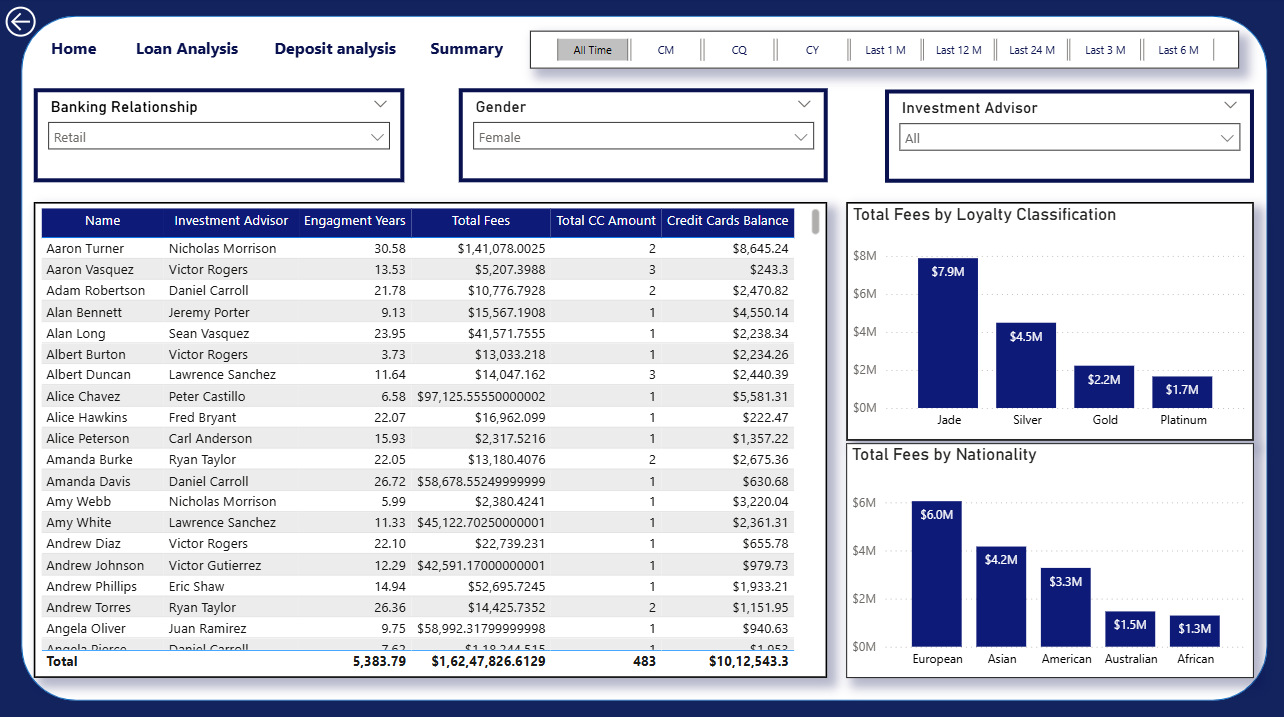 Home Loan Analysis Deposit analysis Summary All Time CM CQ CY Last 1 M Last 12 M Last 24 M Last 3 M Last 6 M
Banking Relationship
Retail
Gender
Female
Investment Advisor
All
Name Investment Advisor Engagment Years Total Fees Total CC Amount Credit Cards Balance
Aaron Turner Nicholas Morrison 30.58 $1,41,078.0025 2 $8,645.24
Aaron Vasquez Victor Rogers 13.53 $5,207.3988 3 $243.3
Adam Robertson Daniel Carroll 21.78 $10,776.7928 2 $2,470.82
Alan Bennett Jeremy Porter 9.13 $15,567.1908 1 $4,550.14
Alan Long Sean Vasquez 23.95 $41,571.7555 1 $2,238.34
Albert Burton Victor Rogers 3.73 $13,033.218 1 $2,234.26
Albert Duncan Lawrence Sanchez 11.64 $14,047.162 3 $2,440.39
Alice Chavez Peter Castillo 6.58 $97,125.55550000002 1 $5,581.31
Alice Hawkins Fred Bryant 22.07 $16,962.099 1 $222.47
Alice Peterson Carl Anderson 15.93 $2,317.5216 1 $1,357.22
Amanda Burke Ryan Taylor 22.05 $13,180.4076 2 $2,675.36
Amanda Davis Daniel Carroll 26.72 $58,678.55249999999 1 $630.68
Amy Webb Nicholas Morrison 5.99 $2,380.4241 1 $3,220.04
Amy White Lawrence Sanchez 11.33 $45,122.70250000001 1 $2,361.31
Andrew Diaz Victor Rogers 22.10 $22,739.231 1 $655.78
Andrew Johnson Victor Gutierrez 12.29 $42,591.17000000001 1 $979.73
Andrew Phillips Eric Shaw 14.94 $52,695.7245 1 $1,933.21
Andrew Torres Ryan Taylor 26.36 $14,425.7352 2 $1,151.95
Angela Oliver Juan Ramirez 9.75 $58,992.31799999998 1 $940.63
Angela Pierce Daniel Carroll 7.62 $1,18,244.515 1 $1,953
Total 5,383.79 $1,62,47,826.6129 483 $10,12,543.3
Total Fees by Loyalty Classification
$8M
$6M
$4M
$2M
$0M
$7.9M
$4.5M
$2.2M
$1.7M
Jade Silver Gold Platinum
Total Fees by Nationality
$6M
$4M
$2M
$0M
$6.0M
$4.2M
$3.3M
$1.5M
$1.3M
European Asian American Australian African